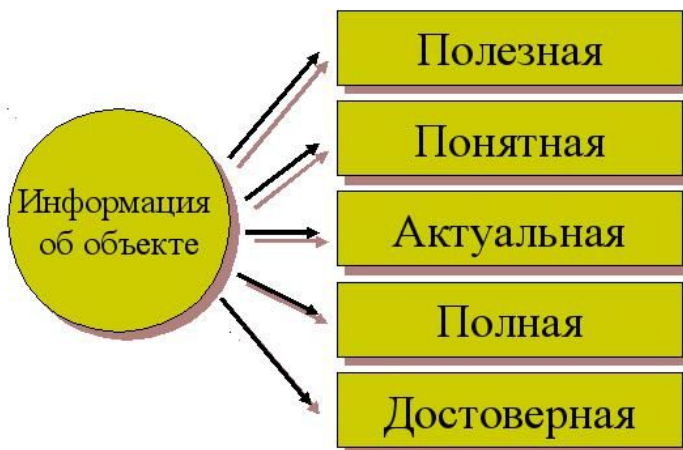 Информация
об объекте
Полезная
Понятная
Актуальная
Полная
Достоверная